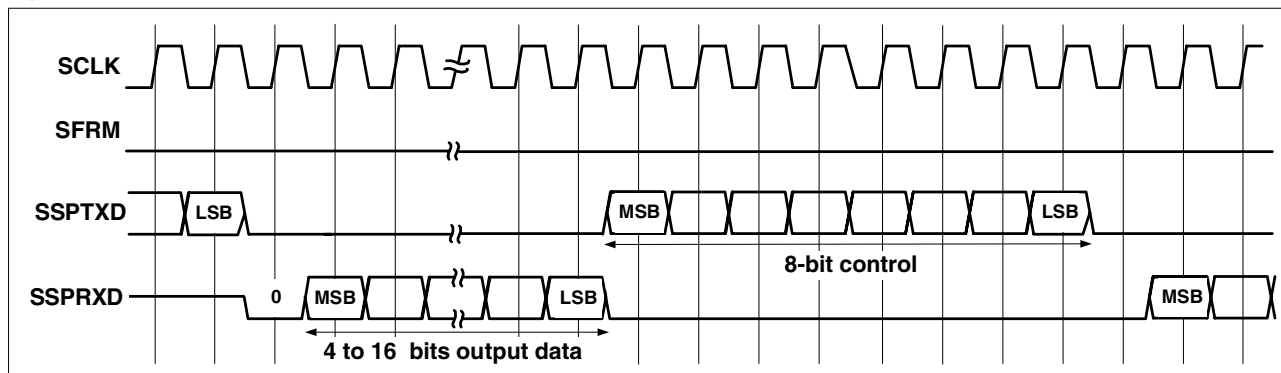 SCLK
SFRM
SSPTXD
LSB
MSB
LSB
8-bit control
SSPRXD
0
MSB
LSB
MSB
4 to 16 bits output data